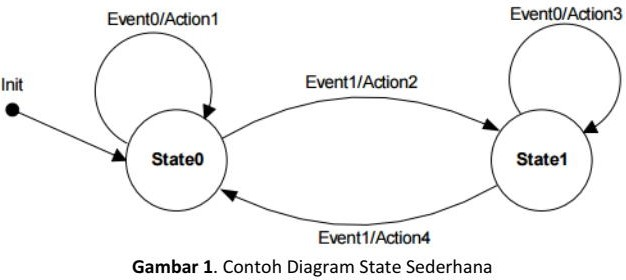 Event0/Action1
Event0/Action3
Init
Event1/Action2
State0
State1
Event1/Action4
Gambar 1. Contoh Diagram State Sederhana